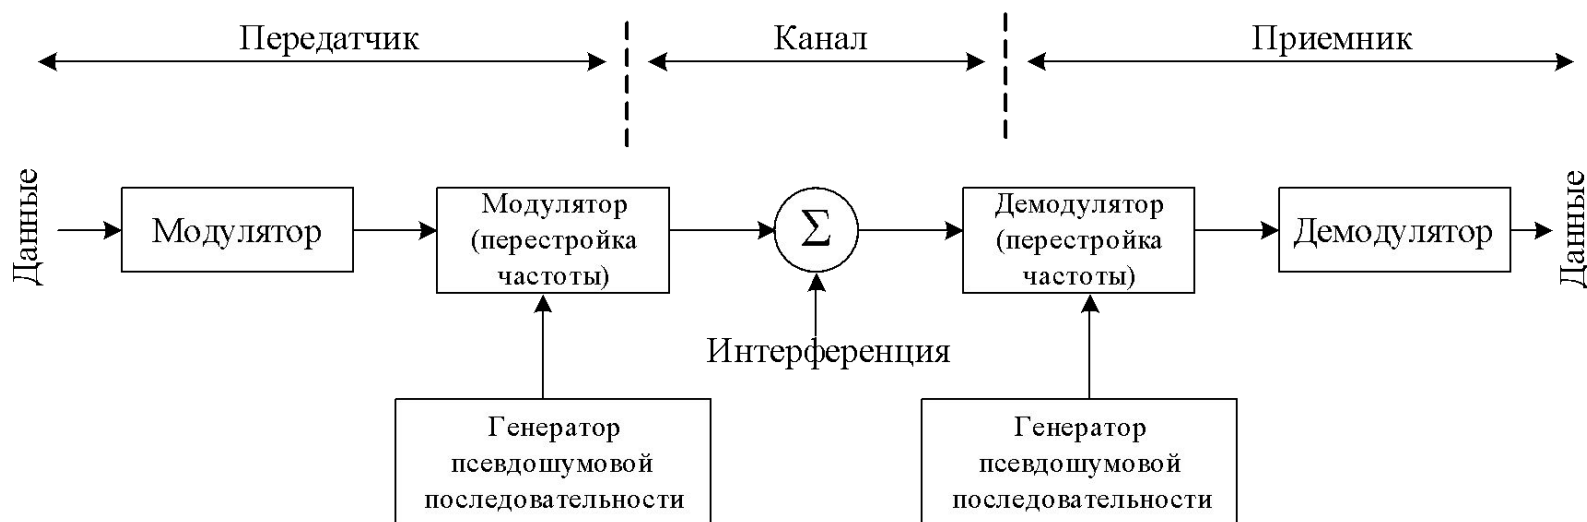 Передатчик
Канал
Приемник
Данные
Модулятор
Модулятор
(перестройка
частоты)
Σ
Демодулятор
(перестройка
частоты)
Демодулятор
Данные
Интерференция
Генератор
псевдошумовой
последовательности
Генератор
псевдошумовой
последовательности